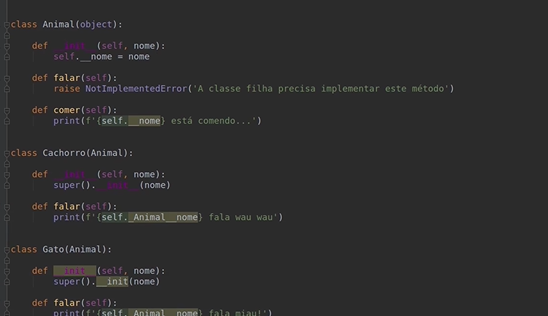 class Animal(object):
def __init__(self, nome):
self.__nome = nome
def falar(self):
raise NotImplementedError('A classe filha precisa implementar este método')
def comer(self):
print(f'{self.__nome} está comendo...')
class Cachorro(Animal):
def __init__(self, nome):
super().__init__(nome)
def falar(self):
print(f'{self._Animal__nome} fala wau wau')
class Gato(Animal):
def __init__(self, nome):
super().__init(nome)
def falar(self):
print(f'{self._Animal__nome} fala miau!')